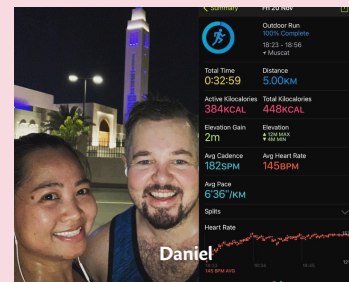 Summary
Fri 20 Nov
Outdoor Run
100% Complete
18:23 - 18:56
Muscat
Total Time
Distance
0:32:59
5.00KM
Active Kilocalories
Total Kilocalories
384KCAL
448KCAL
Elevation Gain
Elevation
2m
▲ 12M MAX
▼ 4M MIN
Avg Cadence
Avg Heart Rate
182SPM
145BPM
Avg Pace
6'36"/KM
Splits
Heart Rate
Daniel
145 BPM AVG